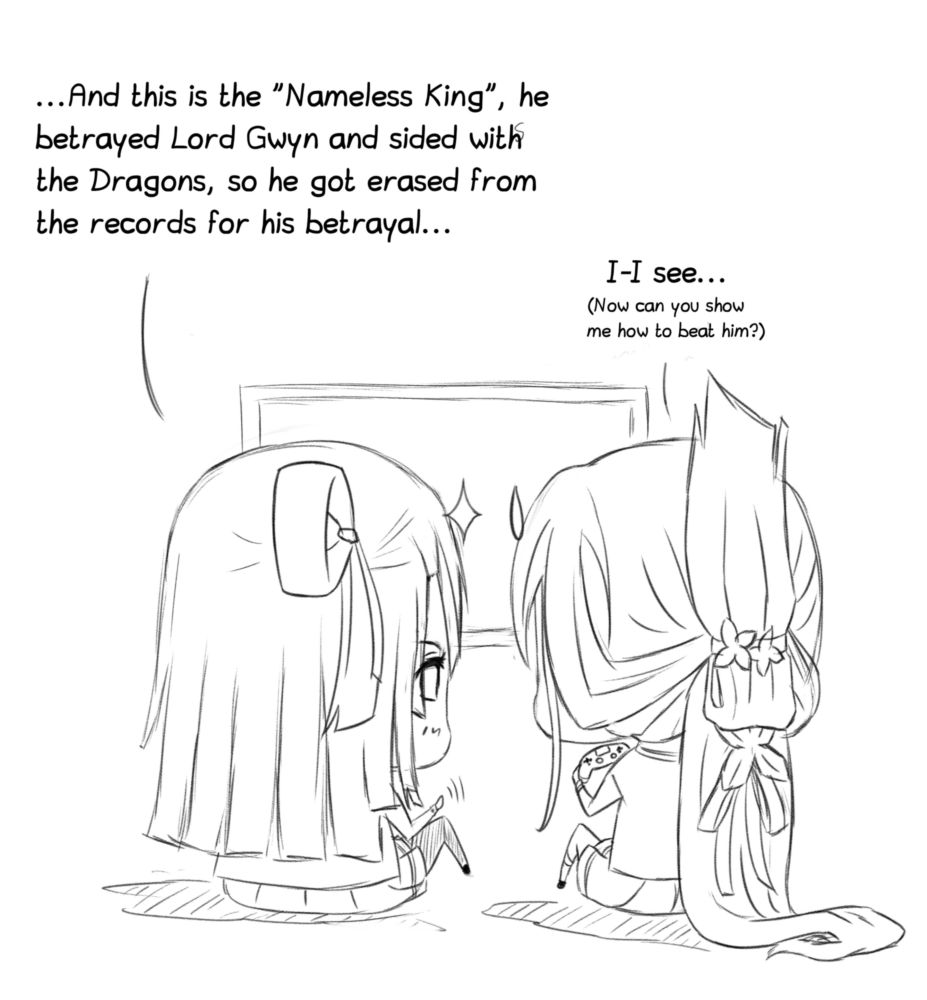 ...And this is the "Nameless King", he
betrayed Lord Gwyn and sided with
the Dragons, so he got erased from
the records for his betrayal...
I-I see...
(Now can you show
me how to beat him?)